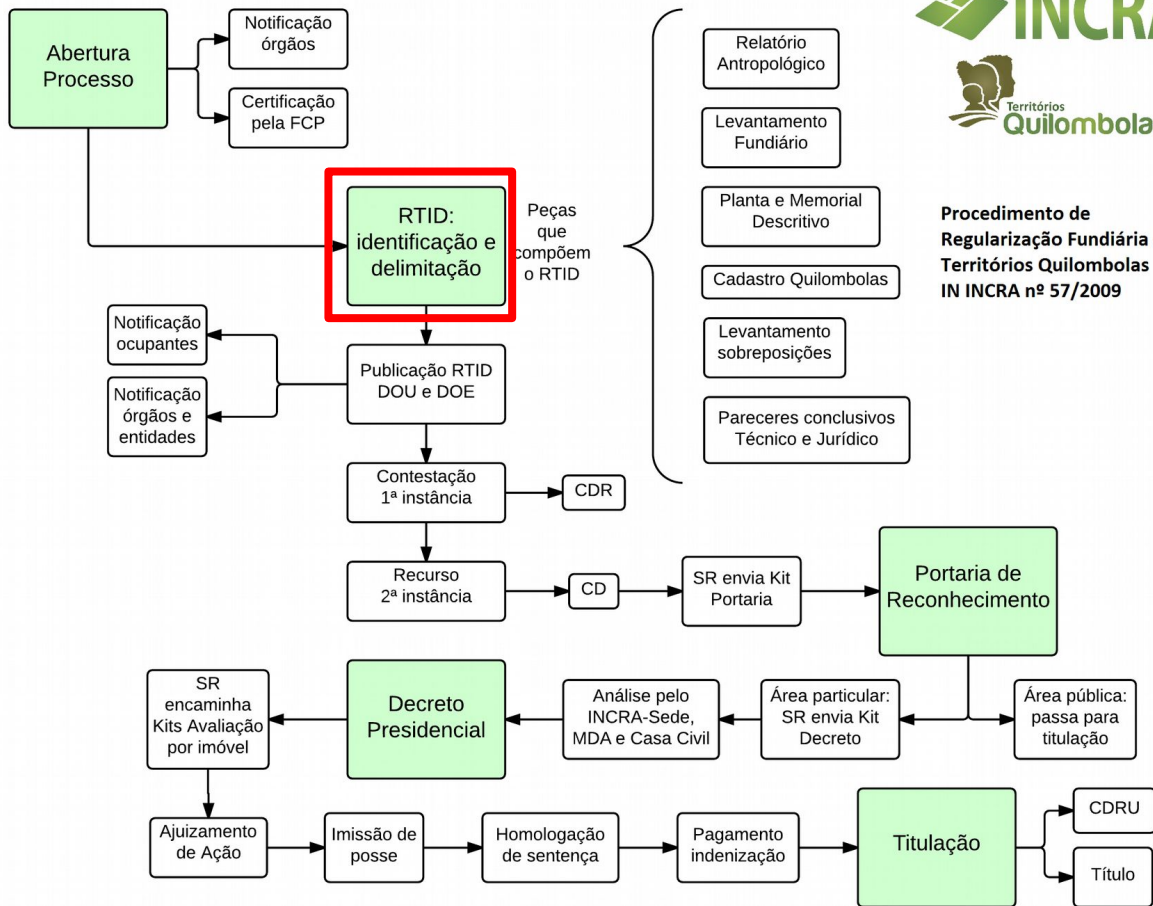 INCRA
Territórios
Quilombola
Procedimento de
Regularização Fundiária
Territórios Quilombolas
IN INCRA nº 57/2009
Abertura
Processo
Notificação
órgãos
Certificação
pela FCP
RTID:
identificação e
delimitação
Peças
que
compõem
o RTID
Relatório
Antropológico
Levantamento
Fundiário
Planta e Memorial
Descritivo
Cadastro Quilombolas
Levantamento
sobreposições
Pareceres conclusivos
Técnico e Jurídico
Notificação
ocupantes
Notificação
órgãos e
entidades
Publicação RTID
DOU e DOE
Contestação
1ª instância
CDR
Recurso
2ª instância
CD
SR envia Kit
Portaria
Portaria de
Reconhecimento
Área pública:
passa para
titulação
Área particular:
SR envia Kit
Decreto
Análise pelo
INCRA-Sede,
MDA e Casa Civil
Decreto
Presidencial
SR
encaminha
Kits Avaliação
por imóvel
Ajuizamento
de Ação
Imissão de
posse
Homologação
de sentença
Pagamento
indenização
Titulação
CDRU
Título